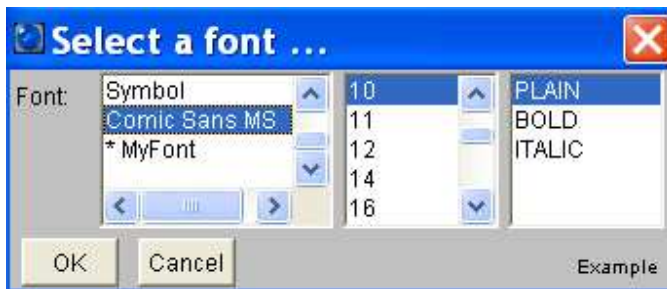 Select a font ...
Font:
Symbol
Comic Sans MS
* MyFont
10
11
12
14
16
PLAIN
BOLD
ITALIC
OK
Cancel
Example